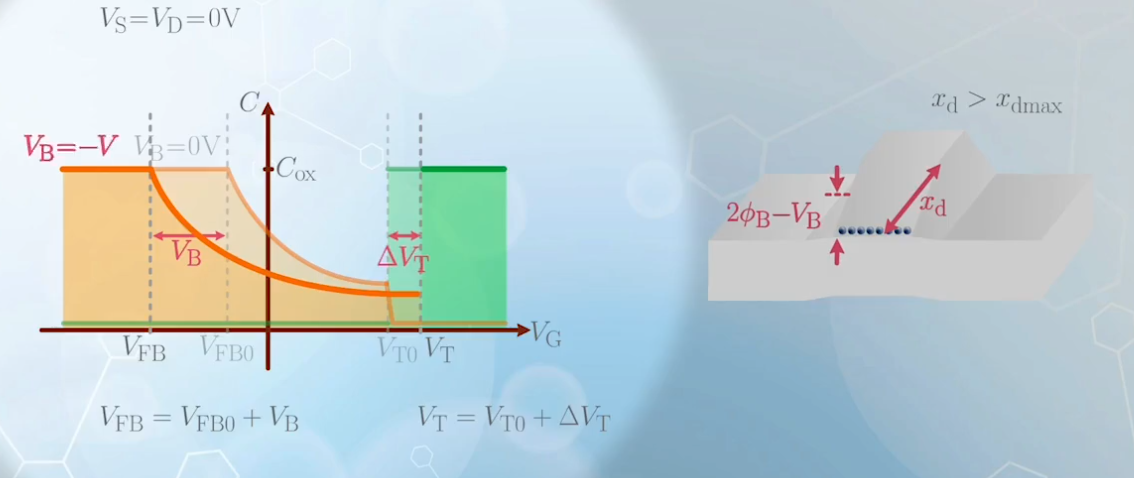 V_S=V_D=0V
C
x_d > x_dmax
V_B=−V
V_B=0V
C_ox
2ϕ_B−V_B
x_d
V_B
ΔV_T
V_G
V_FB
V_FB0
V_T0
V_T
V_FB = V_FB0 + V_B
V_T = V_T0 + ΔV_T